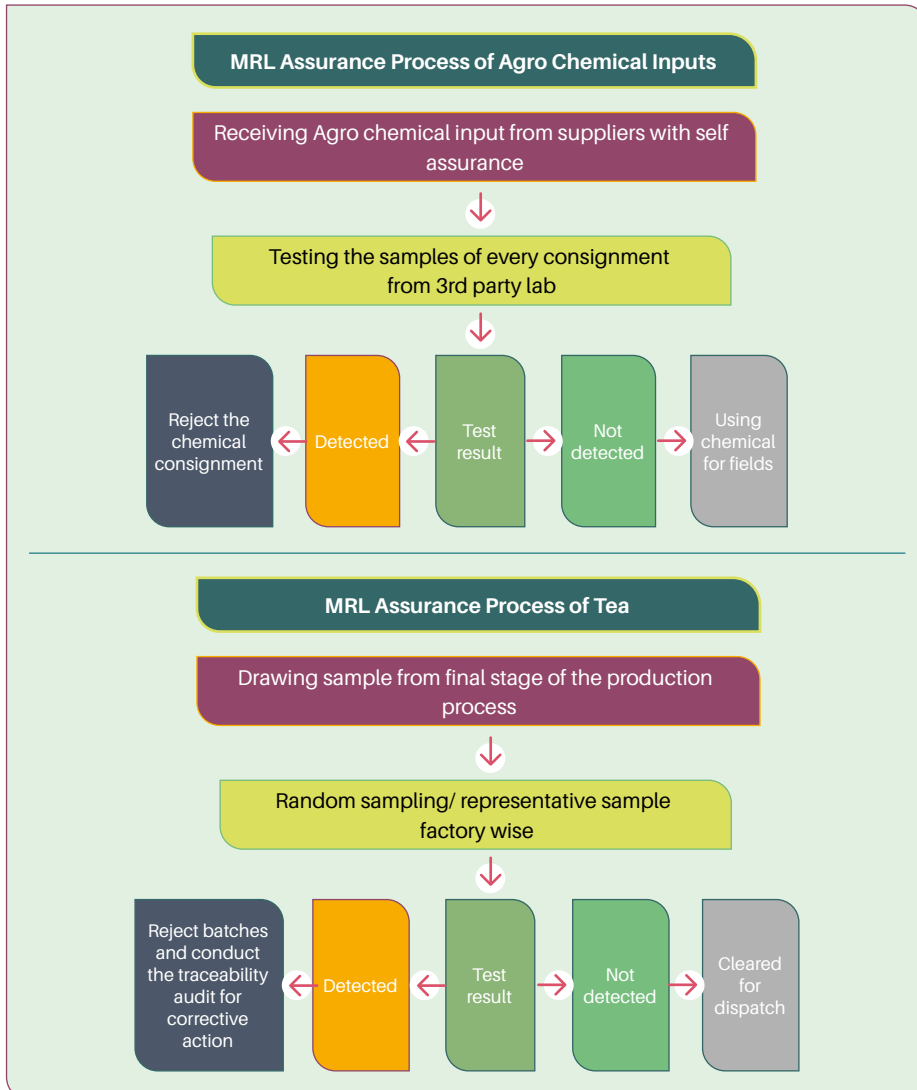 MRL Assurance Process of Agro Chemical Inputs
Receiving Agro chemical input from suppliers with self
assurance
Testing the samples of every consignment
from 3rd party lab
Reject the
chemical
consignment
Detected
Test
result
Not
detected
Using
chemical
for fields
MRL Assurance Process of Tea
Drawing sample from final stage of the production
process
Random sampling/ representative sample
factory wise
Reject batches
and conduct
the traceability
audit for
corrective
action
Detected
Test
result
Not
detected
Cleared
for
dispatch